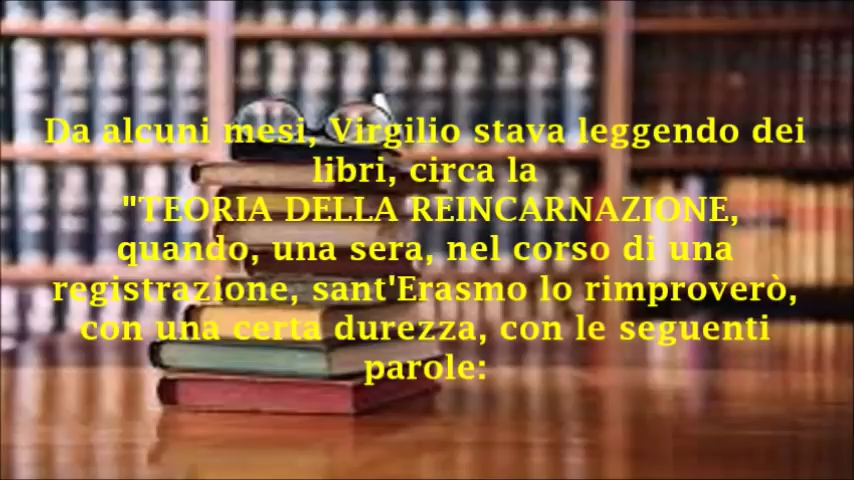 Da alcuni mesi, Virgilio stava leggendo dei
libri, circa la
"TEORIA DELLA REINCARNAZIONE,
quando, una sera, nel corso di una
registrazione, sant'Erasmo lo rimproverò,
con una certa durezza, con le seguenti
parole: